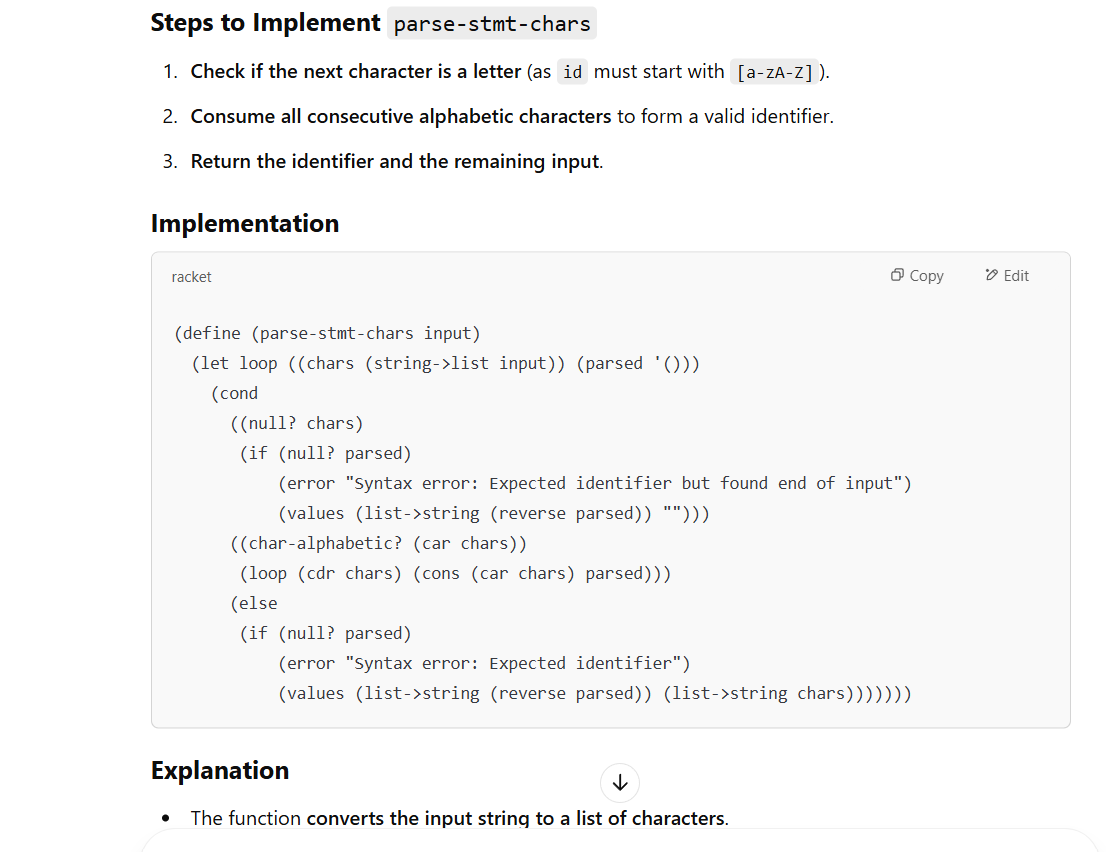 Steps to Implement parse-stmt-chars
1. Check if the next character is a letter (as id must start with [a-zA-Z]).
2. Consume all consecutive alphabetic characters to form a valid identifier.
3. Return the identifier and the remaining input.
Implementation
racket
Copy
Edit
(define (parse-stmt-chars input)
  (let loop ((chars (string->list input)) (parsed '()))
    (cond
      ((null? chars)
       (if (null? parsed)
           (error "Syntax error: Expected identifier but found end of input")
           (values (list->string (reverse parsed)) "")))
      ((char-alphabetic? (car chars))
       (loop (cdr chars) (cons (car chars) parsed)))
      (else
       (if (null? parsed)
           (error "Syntax error: Expected identifier")
           (values (list->string (reverse parsed)) (list->string chars)))))))
Explanation
• The function converts the input string to a list of characters.